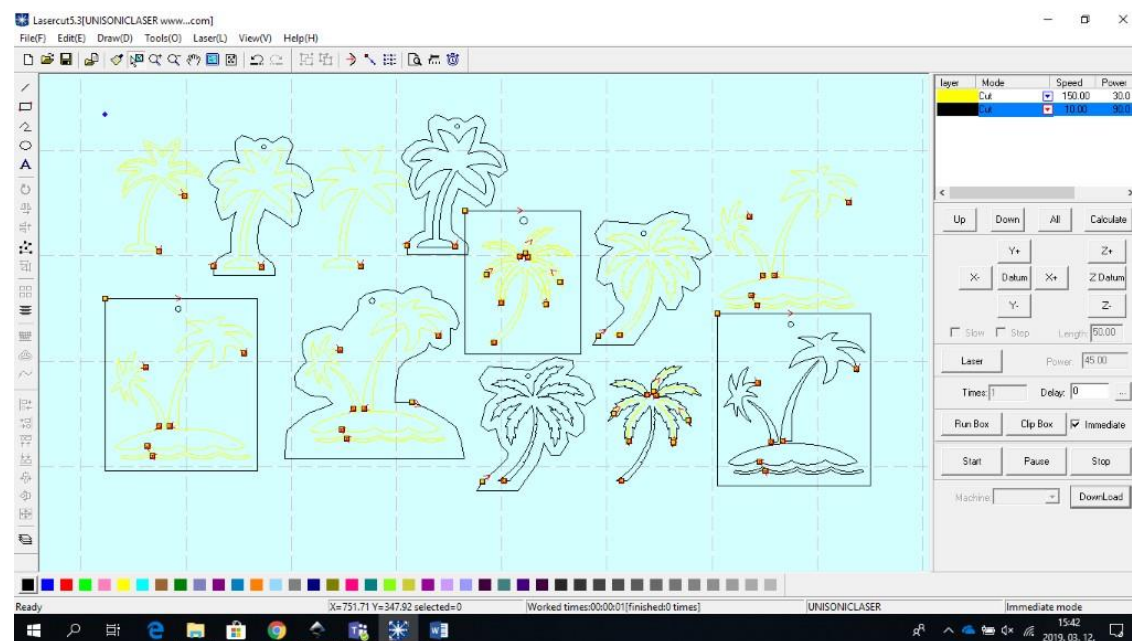 Lasercut5.3[UNISONICLASER www...com]
File(F) Edit(E) Draw(D) Tools(O) Laser(L) View(V) Help(H)
layer Mode Speed Power
Cut 150.00 30.0
Cut 10.00 90.0
A
Up Down All Calculate
Y+ Z+
X- Datum X+ Z Datum
Y- Z-
Slow Stop Length: 50.00
Laser Power: 45.00
Times: 1 Delay: 0 ...
Run Box Clip Box Immediate
Start Pause Stop
Machine: DownLoad
Ready X=751.71 Y=347.92 selected=0 Worked times:00:00:01[finished:0 times] UNISONICLASER Immediate mode
15:42
2019. 03. 12.